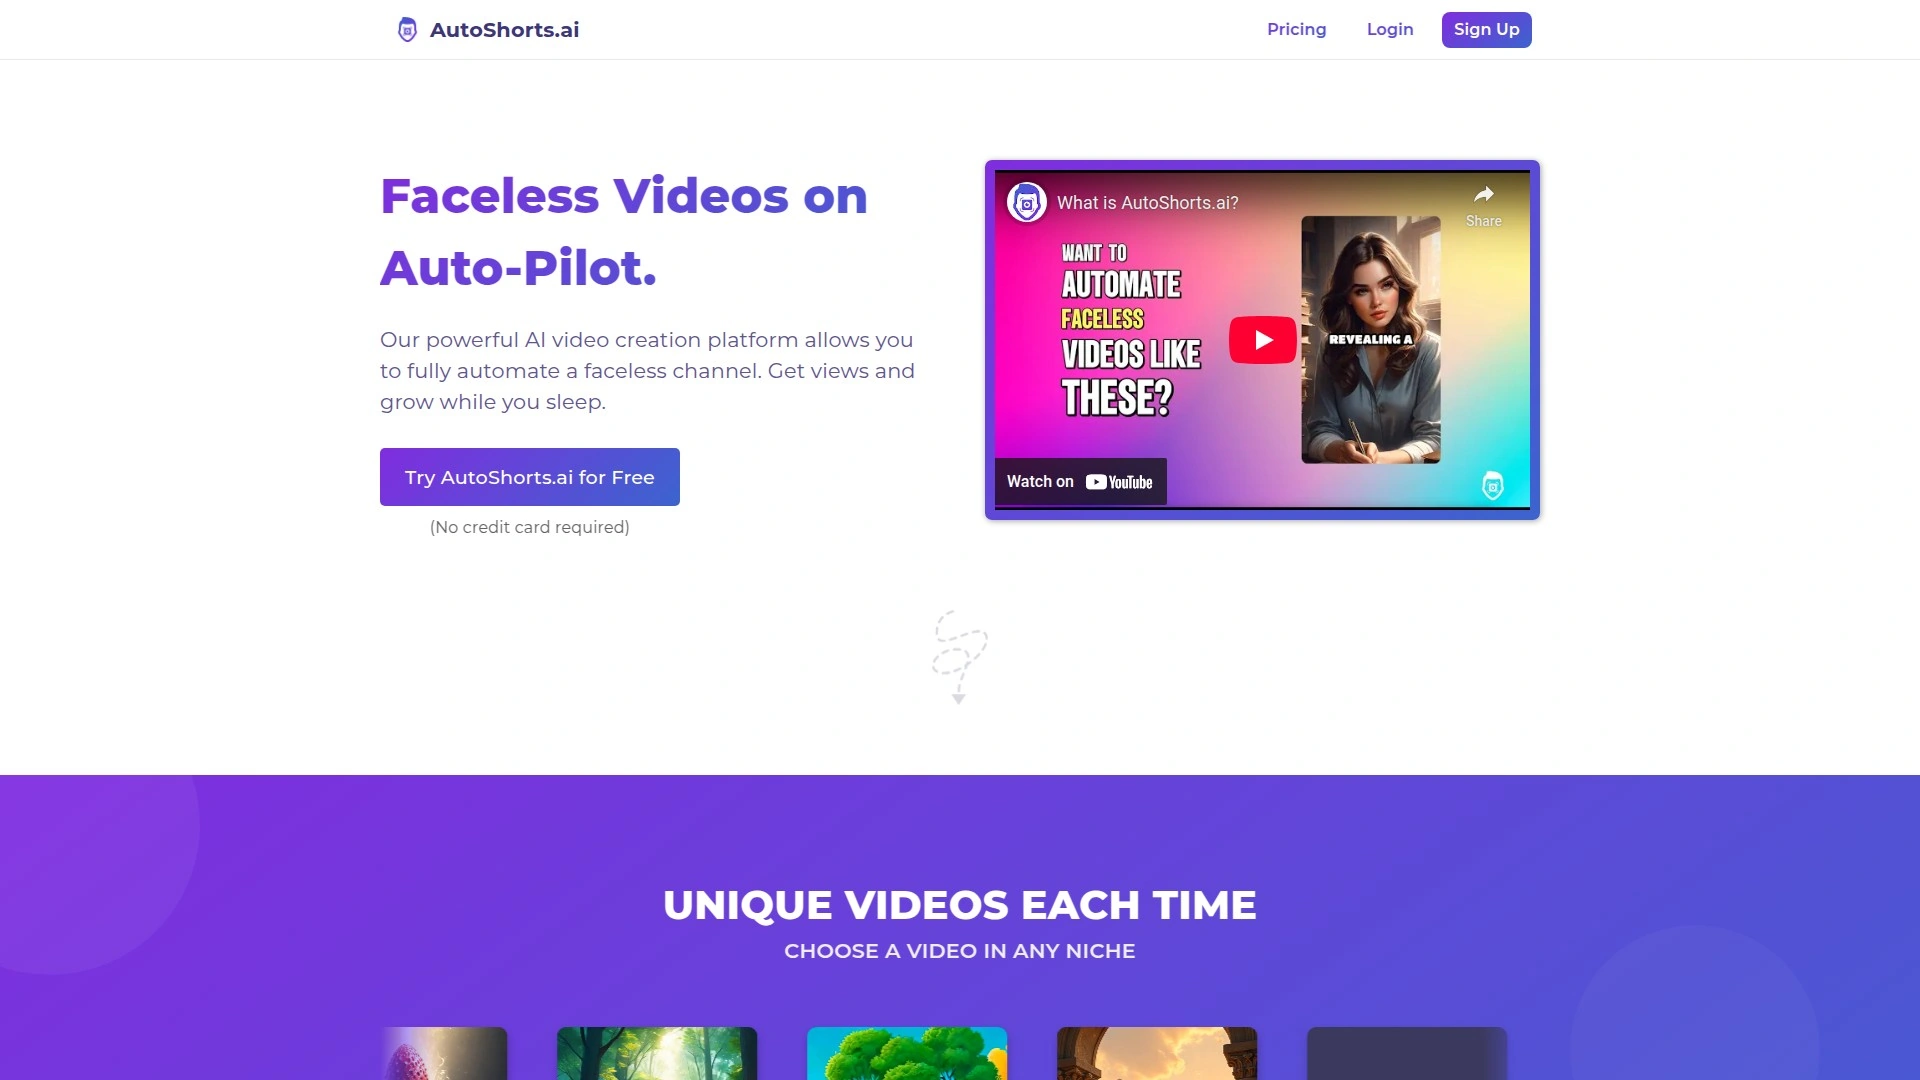 AutoShorts.ai
Pricing
Login
Sign Up
Faceless Videos on
Auto-Pilot.
Our powerful AI video creation platform allows you
to fully automate a faceless channel. Get views and
grow while you sleep.
Try AutoShorts.ai for Free
(No credit card required)
What is AutoShorts.ai?
Share
WANT TO
AUTOMATE
FACELESS
VIDEOS LIKE
THESE?
REVEALING A
Watch on YouTube
UNIQUE VIDEOS EACH TIME
CHOOSE A VIDEO IN ANY NICHE